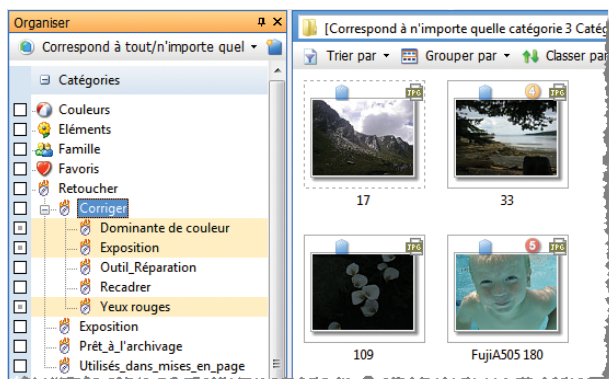 Organiser
Correspond à tout/n'importe quel
Catégories
Couleurs
Eléments
Famille
Favoris
Retoucher
Corriger
Dominante de couleur
Exposition
Outil_Réparation
Recadrer
Yeux rouges
Exposition
Prêt_à_l'archivage
Utilisés_dans_mises_en_page
[Correspond à n'importe quelle catégorie 3 Catég
Trier par
Grouper par
Classer par
JPG
4
JPG
17
33
JPG
5
JPG
109
FujiA505 180